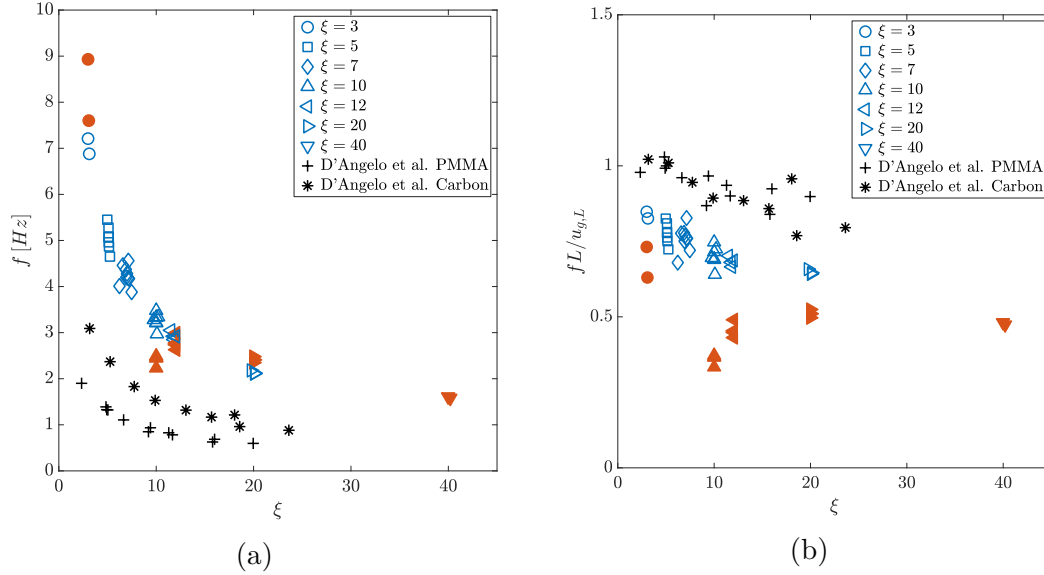 10
9
8
7
6
5
4
3
2
1
0
f [Hz]
0
10
20
30
40
ξ
ξ = 3
ξ = 5
ξ = 7
ξ = 10
ξ = 12
ξ = 20
ξ = 40
D'Angelo et al. PMMA
D'Angelo et al. Carbon
(a)
1.5
1
0.5
0
fL/u_{g,L}
0
10
20
30
40
ξ
ξ = 3
ξ = 5
ξ = 7
ξ = 10
ξ = 12
ξ = 20
ξ = 40
D'Angelo et al. PMMA
D'Angelo et al. Carbon
(b)